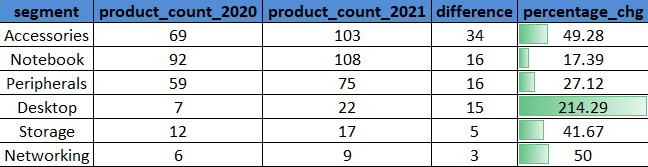 segment product_count_2020 product_count_2021 difference percentage_chg
Accessories 69 103 34 49.28
Notebook 92 108 16 17.39
Peripherals 59 75 16 27.12
Desktop 7 22 15 214.29
Storage 12 17 5 41.67
Networking 6 9 3 50